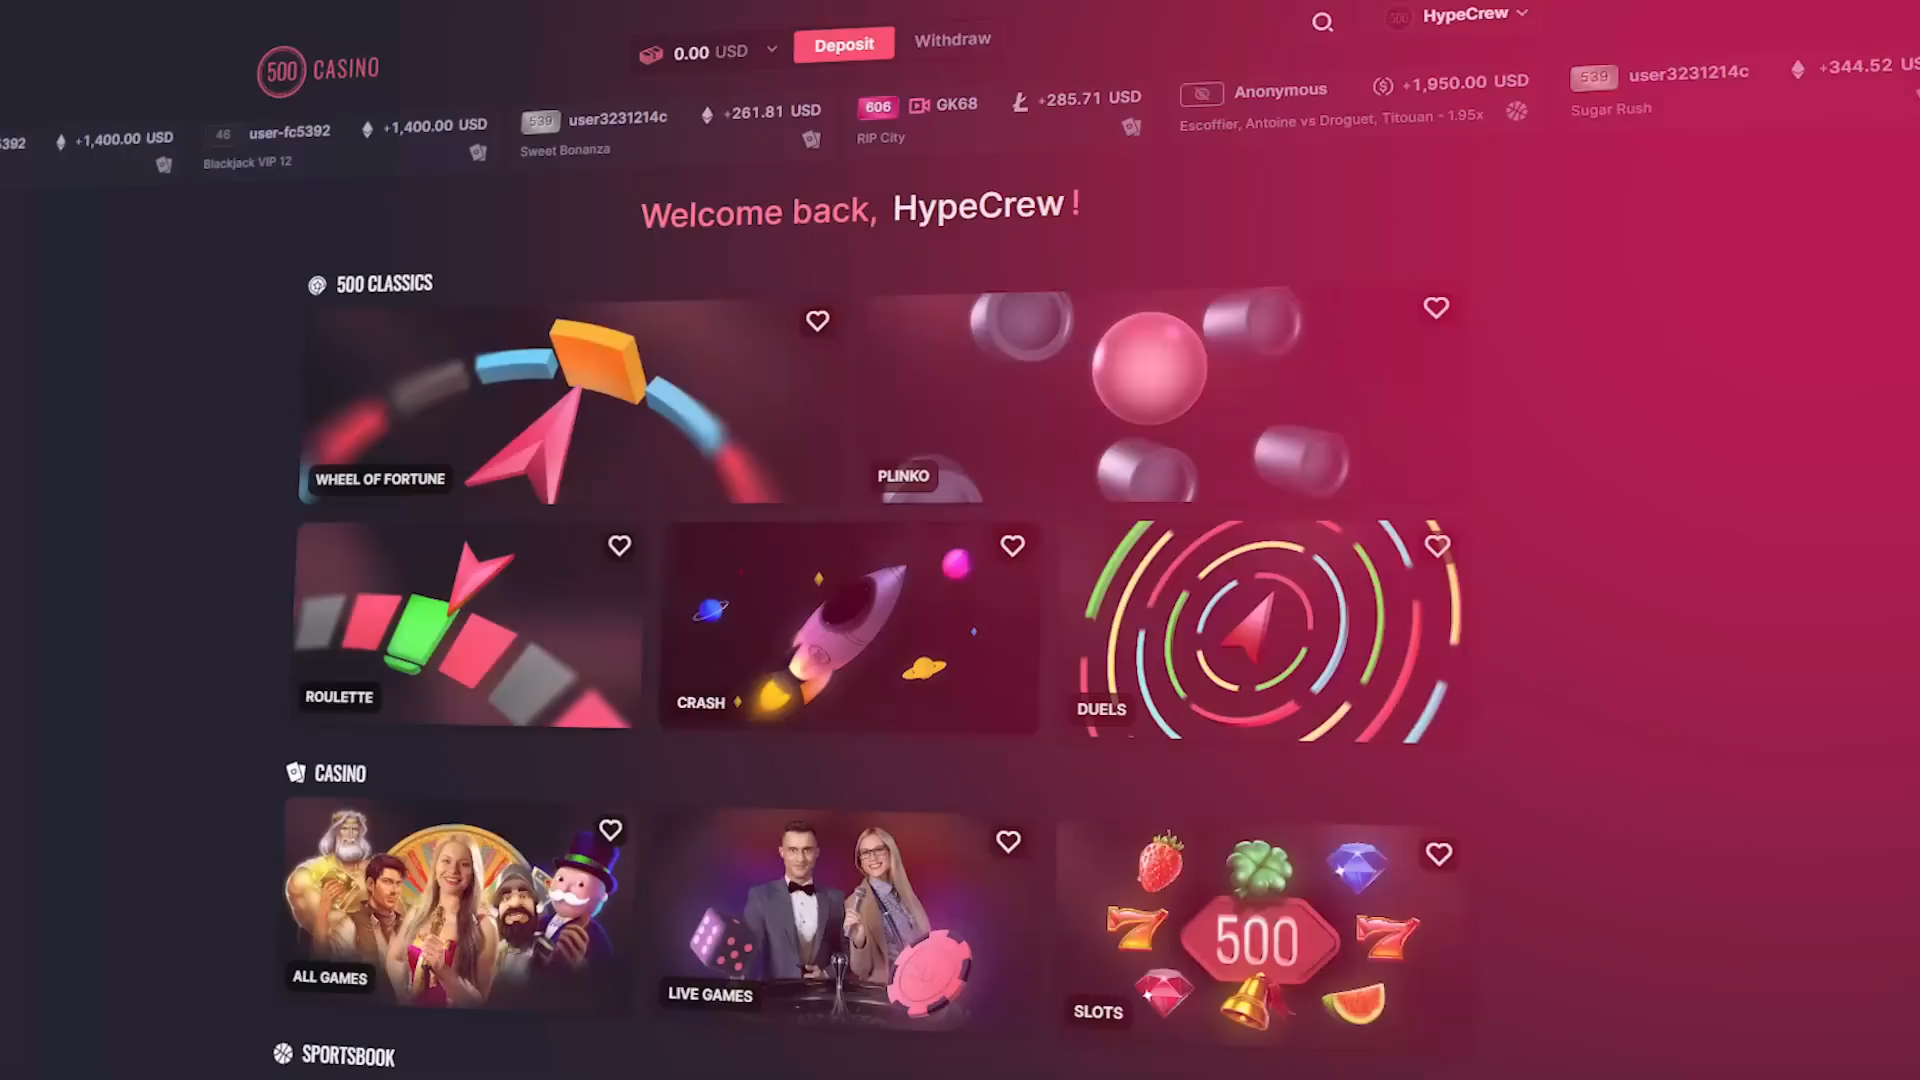 500 CASINO
0.00 USD
Deposit
Withdraw
500
HypeCrew
392
+1,400.00 USD
46 user-fc5392 +1,400.00 USD
Blackjack VIP 12
539 user3231214c +261.81 USD
Sweet Bonanza
606 GK68 +285.71 USD
RIP City
Anonymous +1,950.00 USD
Escoffier, Antoine vs Droguet, Titouan - 1.95x
539 user3231214c +344.52
Sugar Rush
Welcome back, HypeCrew !
500 CLASSICS
WHEEL OF FORTUNE
PLINKO
ROULETTE
CRASH
DUELS
CASINO
ALL GAMES
LIVE GAMES
500
SLOTS
SPORTSBOOK